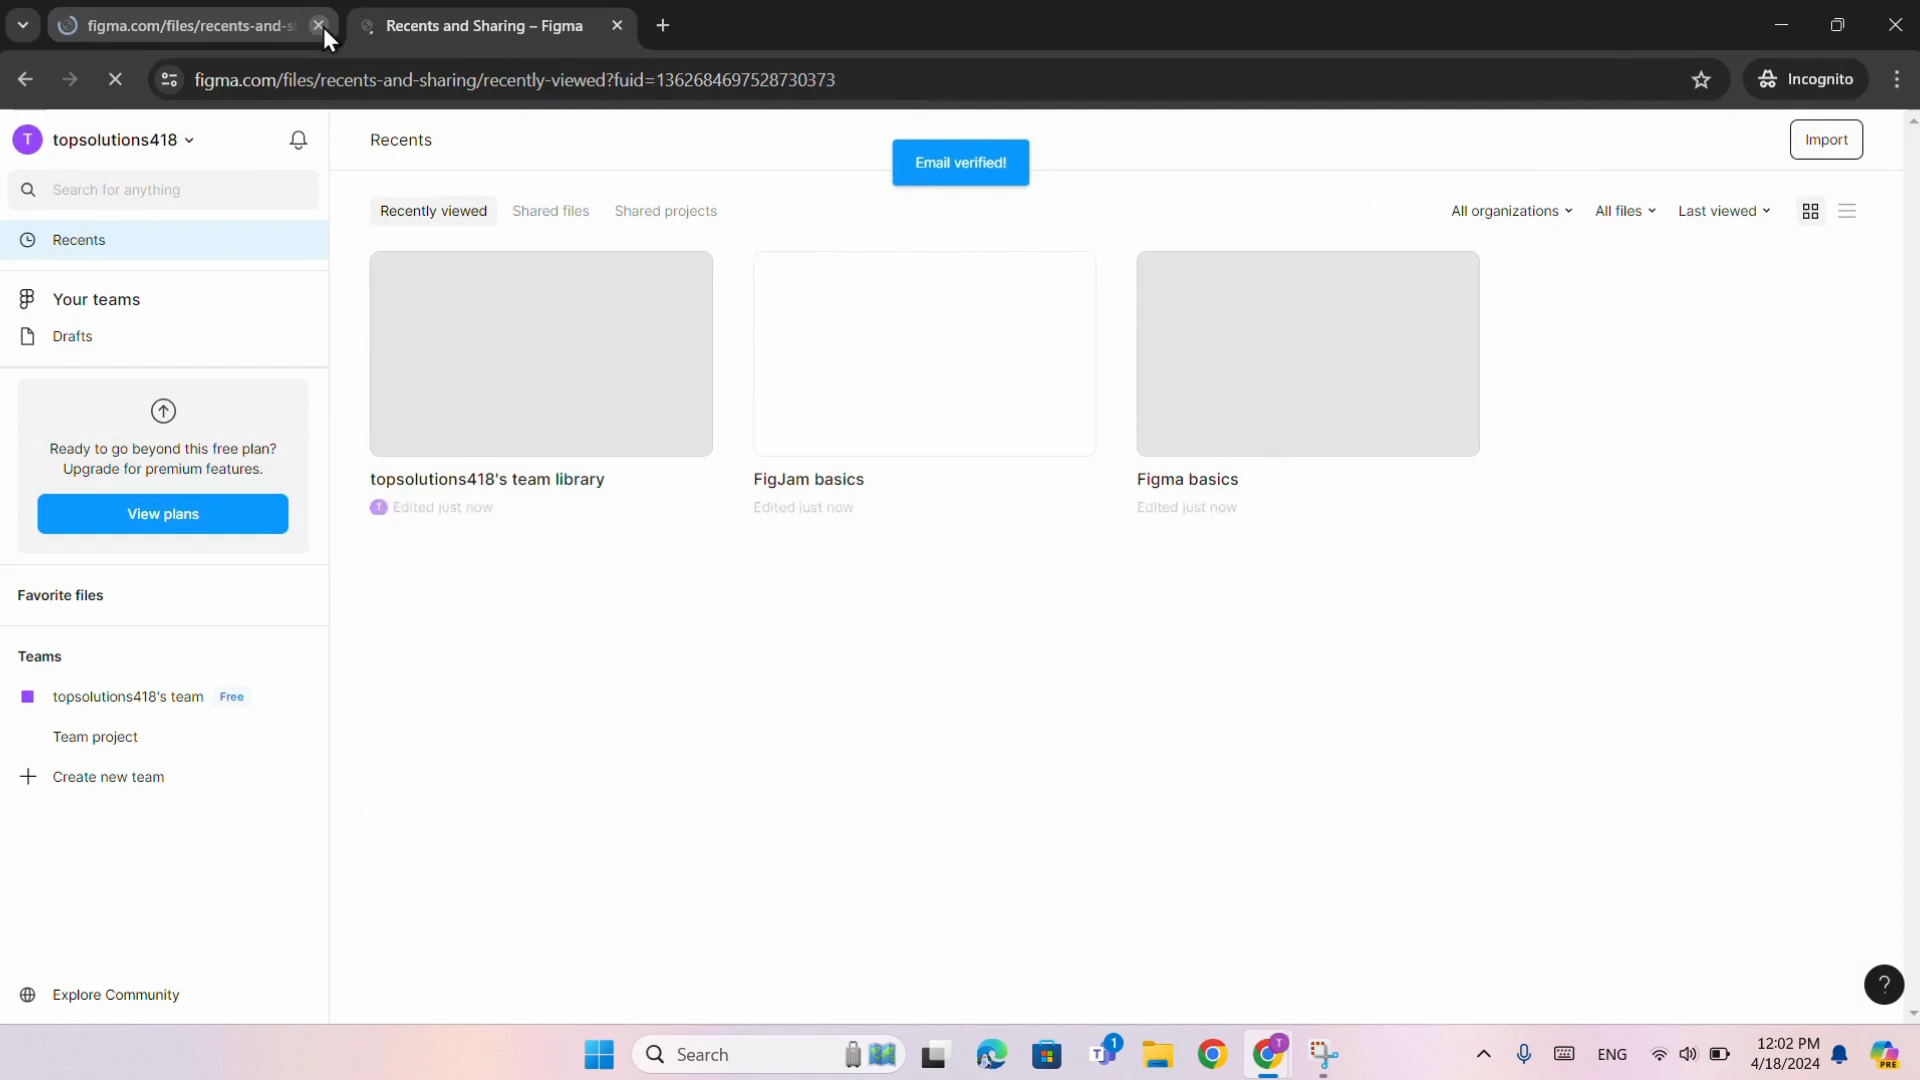 figma.com/files/recents-and-s
Recents and Sharing – Figma
figma.com/files/recents-and-sharing/recently-viewed?fuid=1362684697528730373
Incognito
T topsolutions418
Recents
Email verified!
Import
Search for anything
Recently viewed Shared files Shared projects
All organizations All files Last viewed
Recents
Your teams
Drafts
Ready to go beyond this free plan?
Upgrade for premium features.
View plans
topsolutions418's team library
T Edited just now
FigJam basics
Edited just now
Figma basics
Edited just now
Favorite files
Teams
topsolutions418's team Free
Team project
Create new team
Explore Community
?
Search
T
1
T
ENG
12:02 PM
4/18/2024
PRE